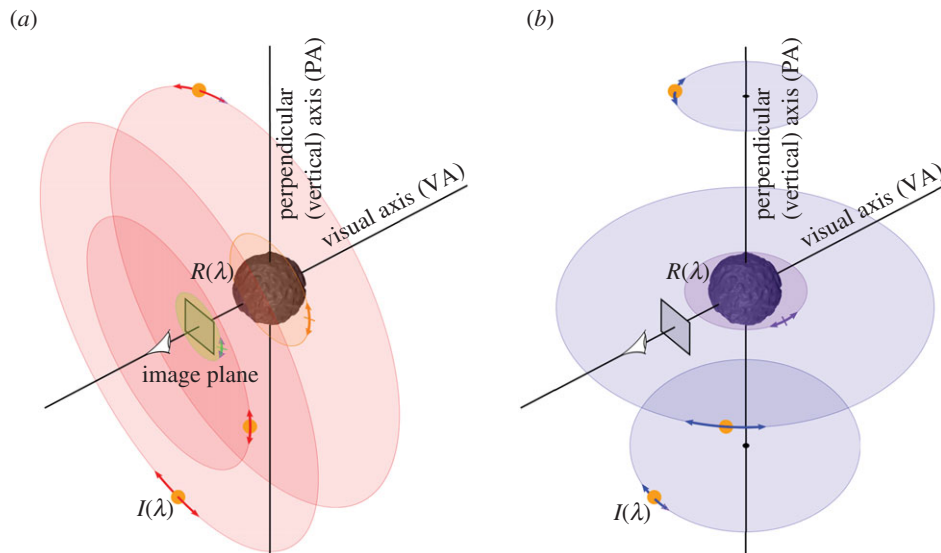 (a)
perpendicular
(vertical) axis (PA)
visual axis (VA)
R(λ)
image plane
I(λ)
(b)
perpendicular
(vertical) axis (PA)
visual axis (VA)
R(λ)
I(λ)